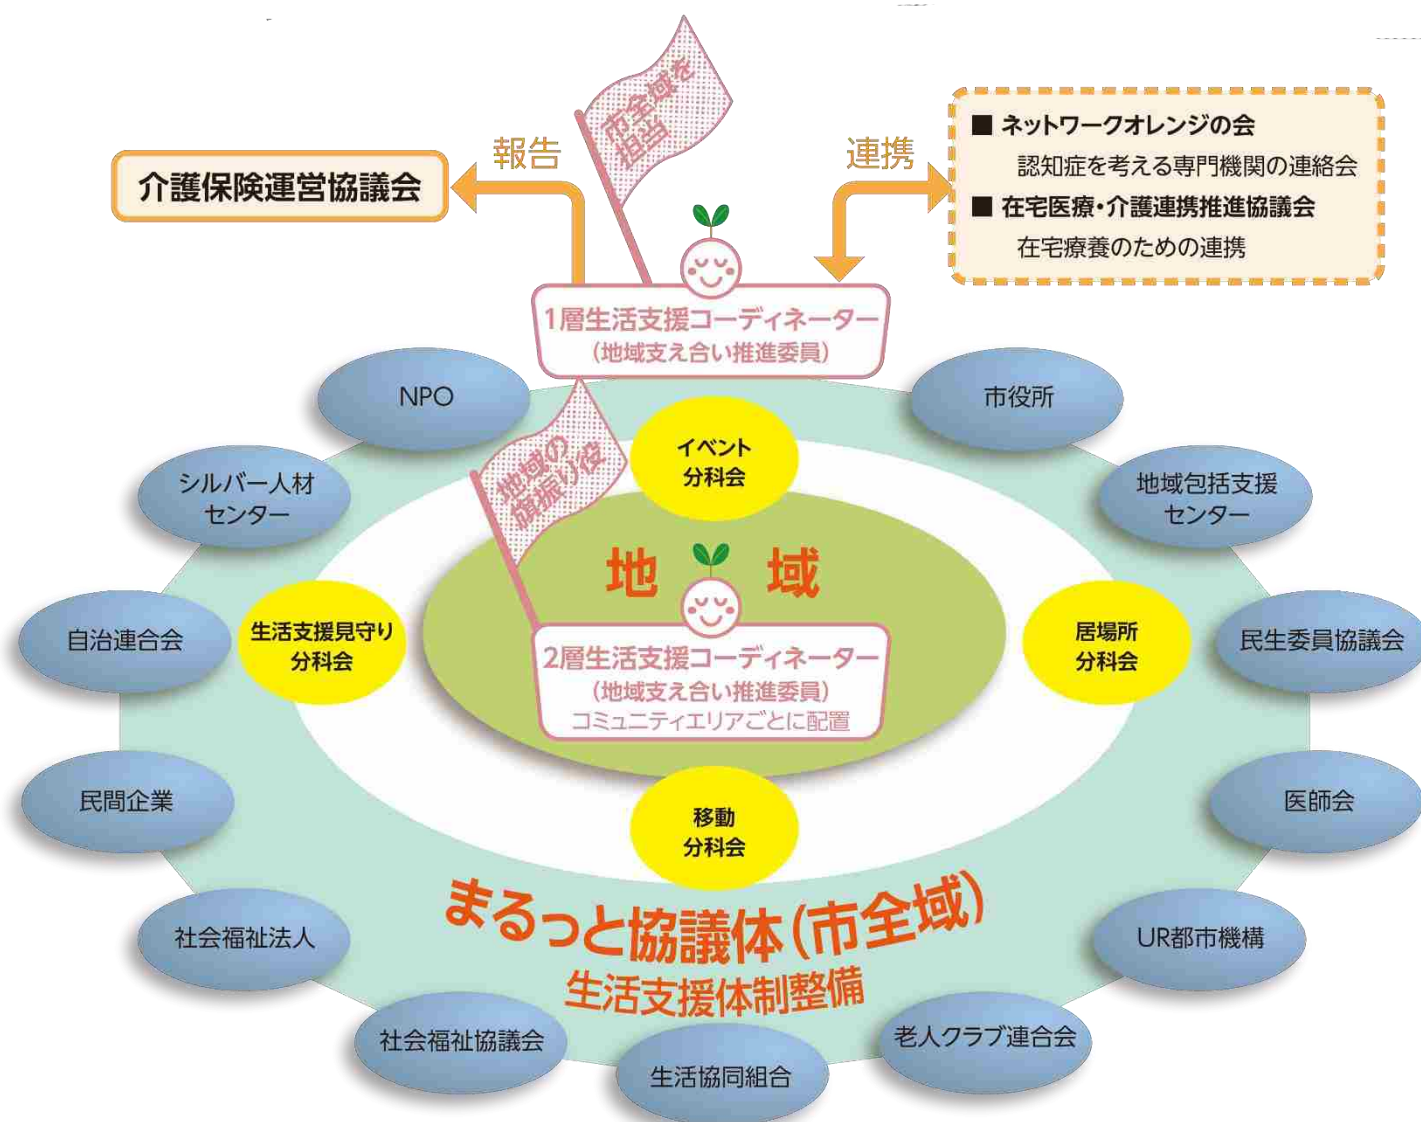 市全域を
担当
報告
連携
介護保険運営協議会
■ ネットワークオレンジの会
認知症を考える専門機関の連絡会
■ 在宅医療・介護連携推進協議会
在宅療養のための連携
1層生活支援コーディネーター
(地域支え合い推進委員)
NPO
市役所
シルバー人材
センター
地域包括支援
センター
自治連合会
民生委員協議会
民間企業
医師会
社会福祉法人
UR都市機構
社会福祉協議会
生活協同組合
老人クラブ連合会
イベント
分科会
生活支援見守り
分科会
居場所
分科会
移動
分科会
地域の
旗振り役
地 域
2層生活支援コーディネーター
(地域支え合い推進委員)
コミュニティエリアごとに配置
まるっと協議体(市全域)
生活支援体制整備